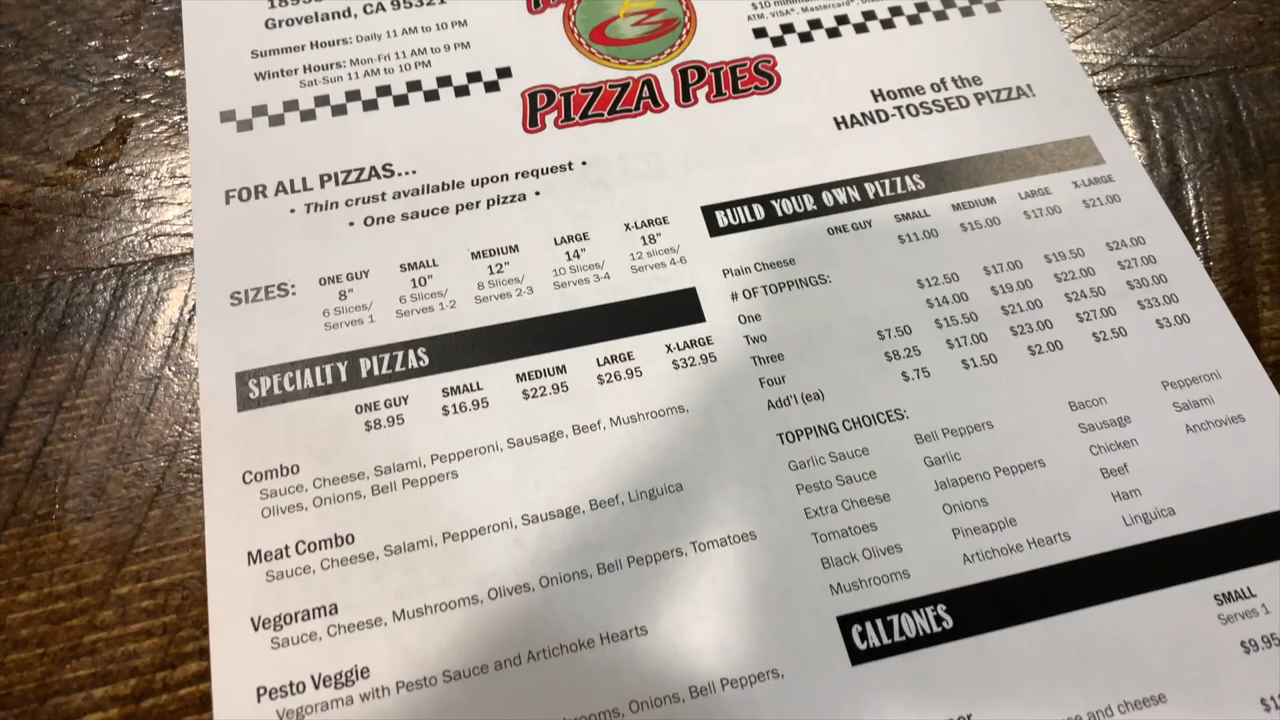 Groveland, CA 95321
Summer Hours: Daily 11 AM to 10 PM
Winter Hours: Mon-Fri 11 AM to 9 PM
Sat-Sun 11 AM to 10 PM
PIZZA PIES
ATM, VISA®, Mastercard®,
Home of the
HAND-TOSSED PIZZA!
FOR ALL PIZZAS...
• Thin crust available upon request •
• One sauce per pizza •
SIZES:
ONE GUY SMALL MEDIUM LARGE X-LARGE
8" 10" 12" 14" 18"
6 Slices/ 6 Slices/ 8 Slices/ 10 Slices/ 12 slices/
Serves 1 Serves 1-2 Serves 2-3 Serves 3-4 Serves 4-6
SPECIALTY PIZZAS
ONE GUY SMALL MEDIUM LARGE X-LARGE
$8.95 $16.95 $22.95 $26.95 $32.95
Combo
Sauce, Cheese, Salami, Pepperoni, Sausage, Beef, Mushrooms,
Olives, Onions, Bell Peppers
Meat Combo
Sauce, Cheese, Salami, Pepperoni, Sausage, Beef, Linguica
Vegorama
Sauce, Cheese, Mushrooms, Olives, Onions, Bell Peppers, Tomatoes
Pesto Veggie
Vegorama with Pesto Sauce and Artichoke Hearts
Onions, Bell Peppers,
BUILD YOUR OWN PIZZAS
ONE GUY SMALL MEDIUM LARGE X-LARGE
Plain Cheese $11.00 $15.00 $17.00 $21.00
# OF TOPPINGS:
One $12.50 $17.00 $19.50 $24.00
Two $14.00 $19.00 $22.00 $27.00
Three $7.50 $15.50 $21.00 $24.50 $30.00
Four $8.25 $17.00 $23.00 $27.00 $33.00
Add'l (ea) $.75 $1.50 $2.00 $2.50 $3.00
TOPPING CHOICES:
Garlic Sauce Bell Peppers Bacon Pepperoni
Pesto Sauce Garlic Sausage Salami
Extra Cheese Jalapeno Peppers Chicken Anchovies
Tomatoes Onions Beef
Black Olives Pineapple Ham
Mushrooms Artichoke Hearts Linguica
CALZONES
SMALL
Serves 1
$9.95
and cheese